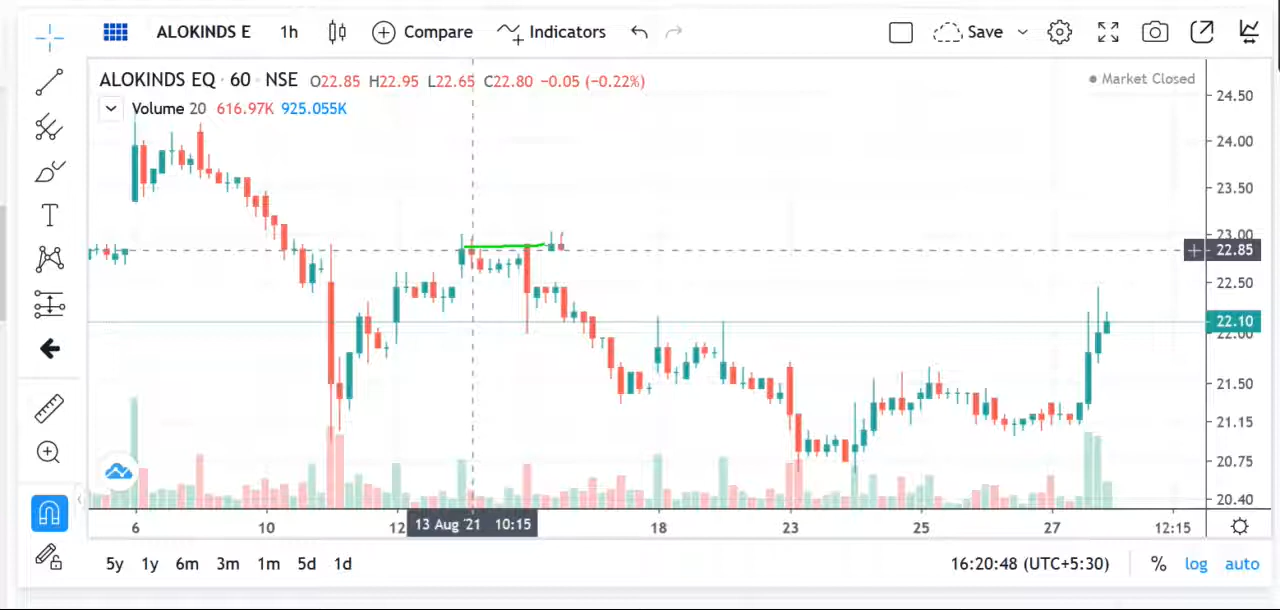 ALOKINDS E 1h Compare Indicators Save
ALOKINDS EQ · 60 · NSE O22.85 H22.95 L22.65 C22.80 −0.05 (−0.22%) Market Closed
Volume 20 616.97K 925.055K
24.50
24.00
23.50
23.00
22.85
22.50
22.10
22.00
21.50
21.15
20.75
20.40
6 10 12 13 Aug '21 10:15 18 23 25 27 12:15
5y 1y 6m 3m 1m 5d 1d 16:20:48 (UTC+5:30) % log auto